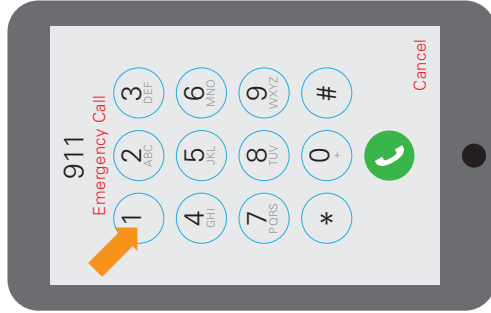 911
Emergency Call
1 2 3
ABC DEF
4 5 6
GHI JKL MNO
7 8 9
PQRS TUV WXYZ
* 0 #
+
Cancel